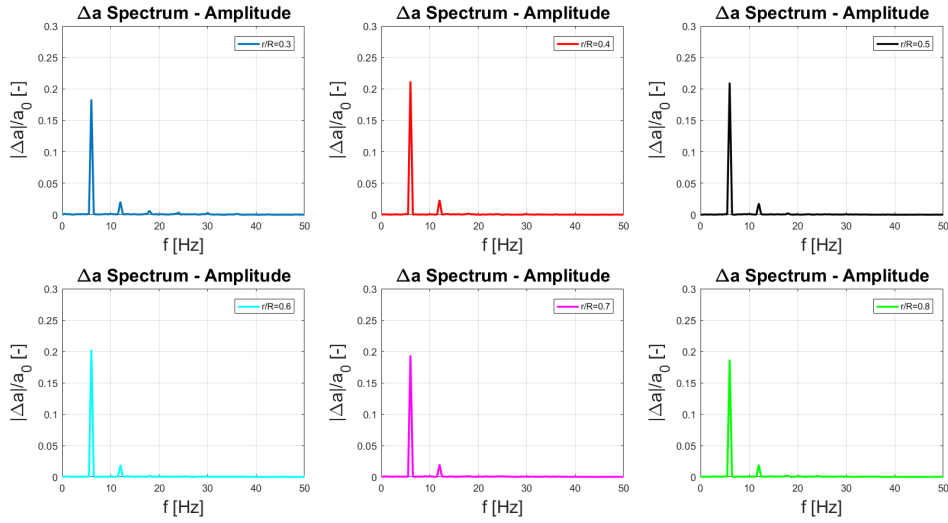 Δa Spectrum - Amplitude
0.3
0.25
0.2
0.15
0.1
0.05
0
|Δa|/a0 [-]
r/R=0.3
0 10 20 30 40 50
f [Hz]
Δa Spectrum - Amplitude
0.3
0.25
0.2
0.15
0.1
0.05
0
|Δa|/a0 [-]
r/R=0.4
0 10 20 30 40 50
f [Hz]
Δa Spectrum - Amplitude
0.3
0.25
0.2
0.15
0.1
0.05
0
|Δa|/a0 [-]
r/R=0.5
0 10 20 30 40 50
f [Hz]
Δa Spectrum - Amplitude
0.3
0.25
0.2
0.15
0.1
0.05
0
|Δa|/a0 [-]
r/R=0.6
0 10 20 30 40 50
f [Hz]
Δa Spectrum - Amplitude
0.3
0.25
0.2
0.15
0.1
0.05
0
|Δa|/a0 [-]
r/R=0.7
0 10 20 30 40 50
f [Hz]
Δa Spectrum - Amplitude
0.3
0.25
0.2
0.15
0.1
0.05
0
|Δa|/a0 [-]
r/R=0.8
0 10 20 30 40 50
f [Hz]